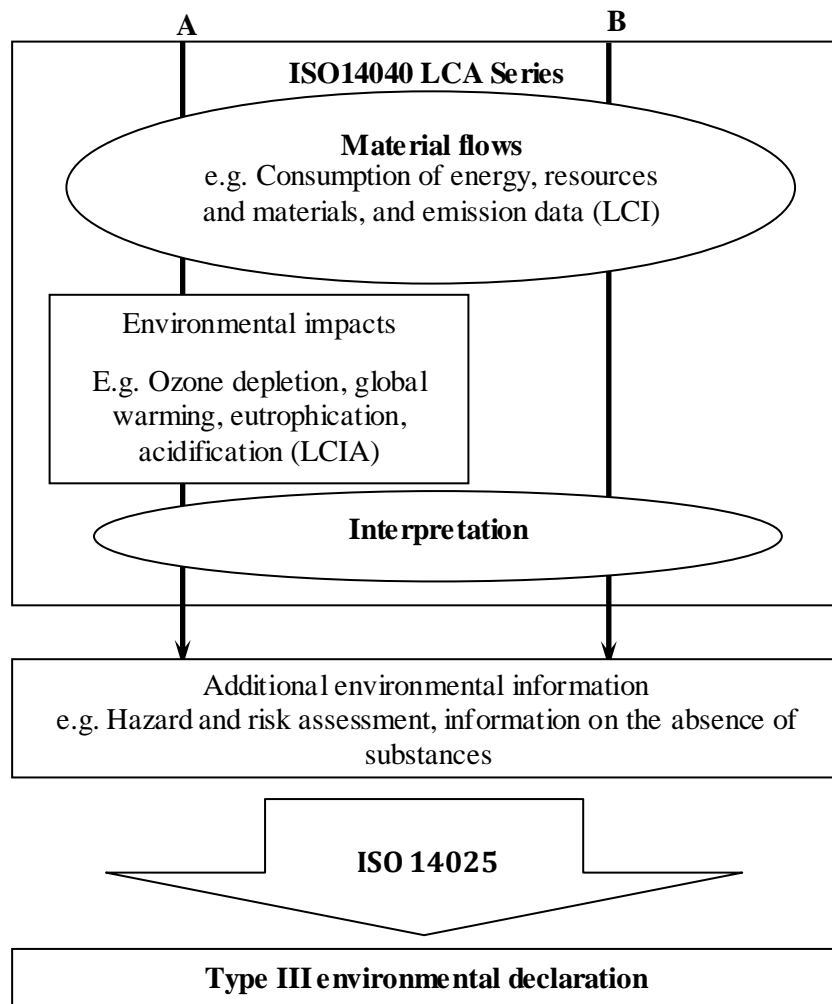 A
B
ISO14040 LCA Series
Material flows
e.g. Consumption of energy, resources
and materials, and emission data (LCI)
Environmental impacts
E.g. Ozone depletion, global
warming, eutrophication,
acidification (LCIA)
Interpretation
Additional environmental information
e.g. Hazard and risk assessment, information on the absence of
substances
ISO 14025
Type III environmental declaration